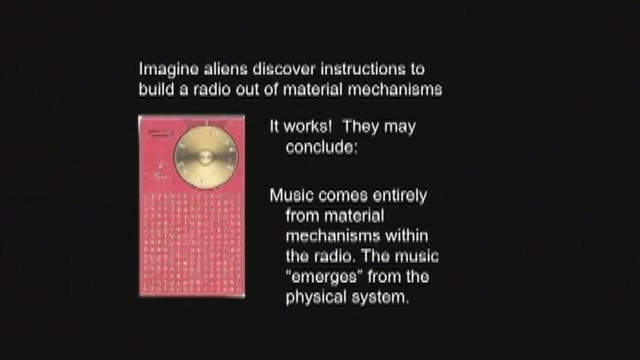 Imagine aliens discover instructions to
build a radio out of material mechanisms
It works! They may
conclude:
Music comes entirely
from material
mechanisms within
the radio. The music
“emerges” from the
physical system.